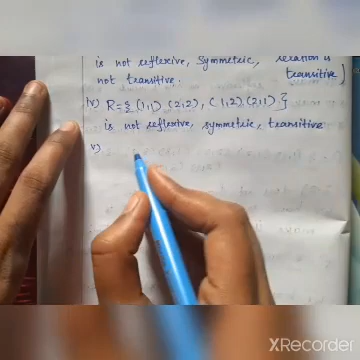 is not reflexive, Symmetric, relation is
not transitive. transitive]
iv) R = { (1,1) (2,2), (1,2) (2,1) }
is not reflexive, symmetric, transitive
v)
XRecorder